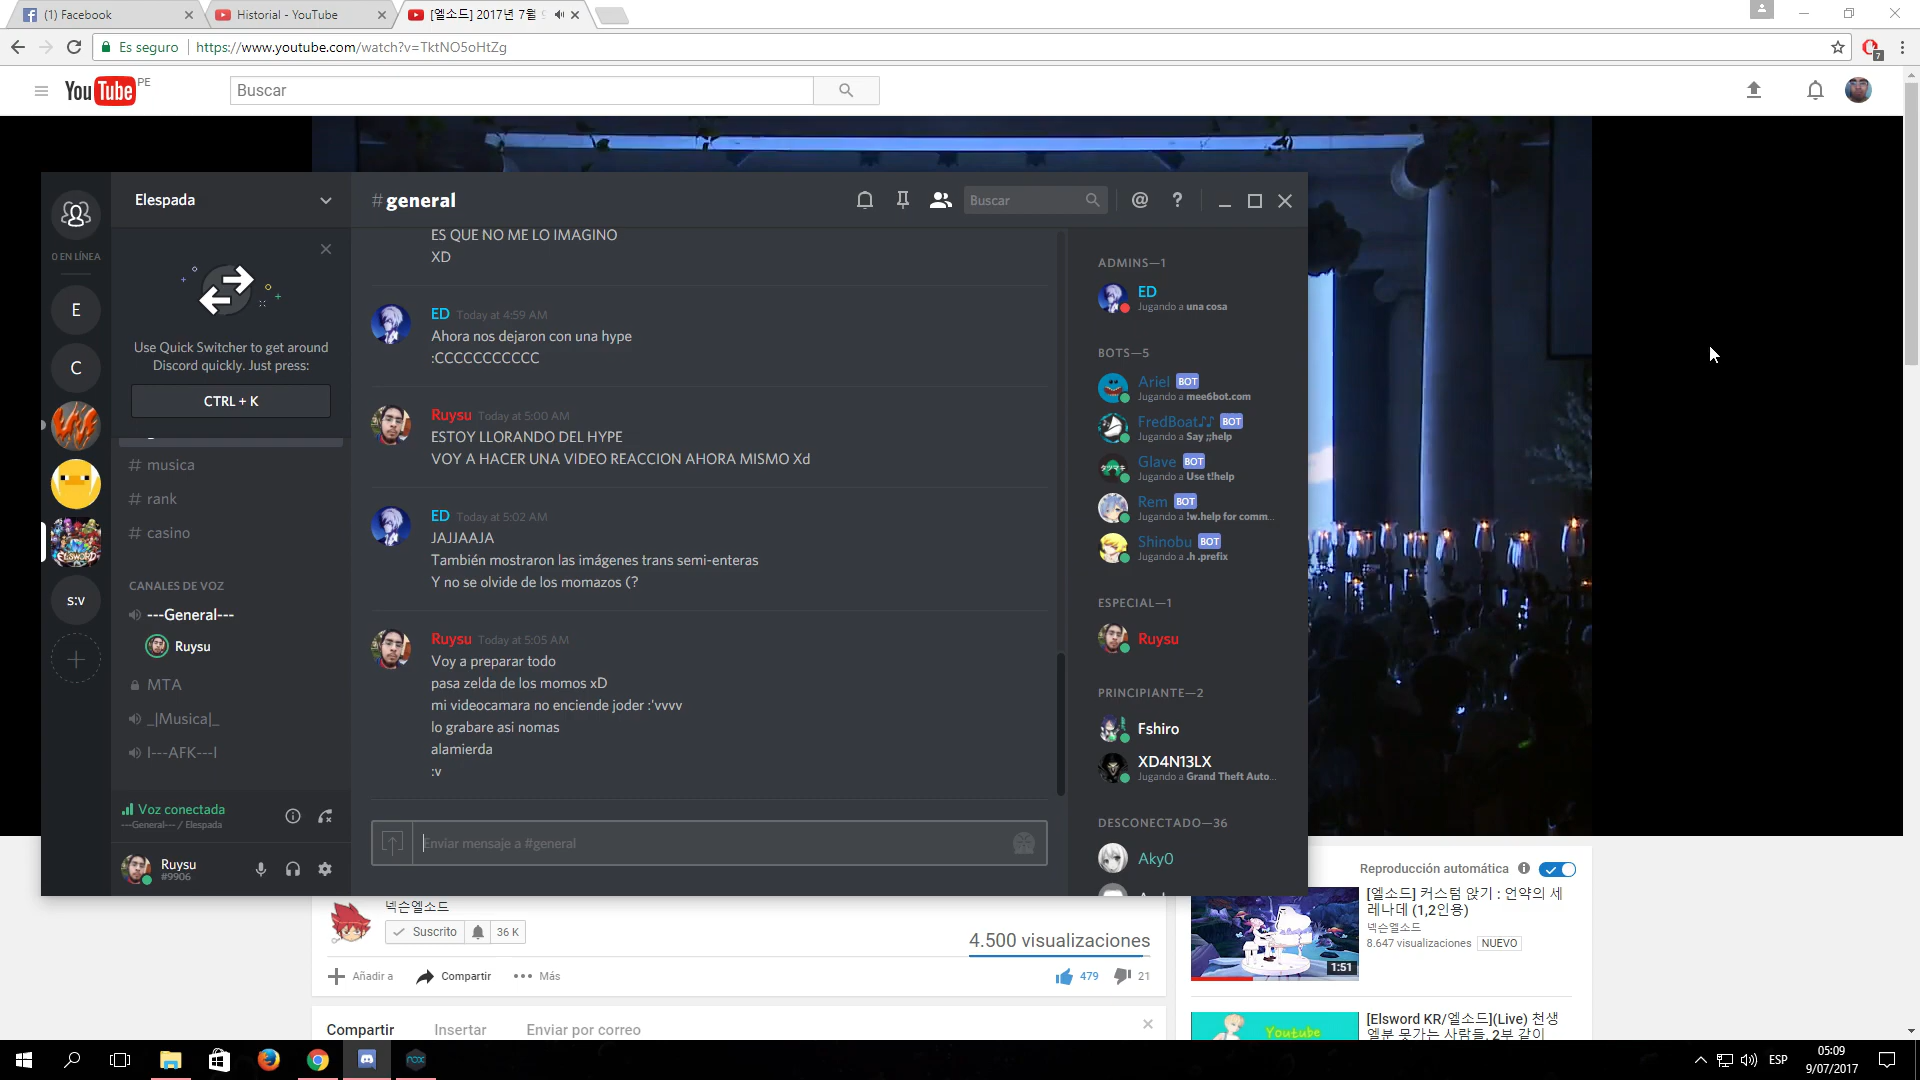 (1) Facebook
Historial - YouTube
[엘소드] 2017년 7월
Es seguro
https://www.youtube.com/watch?v=TktNO5oHtZg
7
YouTube PE
Buscar
Elespada
#general
Buscar
0 EN LÍNEA
E
C
s:v
Use Quick Switcher to get around
Discord quickly. Just press:
CTRL + K
# musica
# rank
# casino
CANALES DE VOZ
---General---
Ruysu
MTA
_|Musica|_
I---AFK---I
Voz conectada
---General--- / Elespada
Ruysu
#9906
ES QUE NO ME LO IMAGINO
XD
ED Today at 4:59 AM
Ahora nos dejaron con una hype
:CCCCCCCCCCC
Ruysu Today at 5:00 AM
ESTOY LLORANDO DEL HYPE
VOY A HACER UNA VIDEO REACCION AHORA MISMO Xd
ED Today at 5:02 AM
JAJJAAJA
También mostraron las imágenes trans semi-enteras
Y no se olvide de los momazos (?
Ruysu Today at 5:05 AM
Voy a preparar todo
pasa zelda de los momos xD
mi videocamara no enciende joder :'vvvv
lo grabare asi nomas
alamierda
:v
Enviar mensaje a #general
ADMINS—1
ED
Jugando a una cosa
BOTS—5
Ariel BOT
Jugando a mee6bot.com
FredBoat♪♪ BOT
Jugando a Say ;;help
Glave BOT
Jugando a Use t!help
Rem BOT
Jugando a !w.help for comm...
Shinobu BOT
Jugando a .h .prefix
ESPECIAL—1
Ruysu
PRINCIPIANTE—2
Fshiro
XD4N13LX
Jugando a Grand Theft Auto...
DESCONECTADO—36
Aky0
넥슨엘소드
Suscrito
36 K
4.500 visualizaciones
Añadir a
Compartir
Más
479
21
Compartir
Insertar
Enviar por correo
Reproducción automática
[엘소드] 커스텀 앉기 : 언약의 세
레나데 (1,2인용)
넥슨엘소드
8.647 visualizaciones NUEVO
1:51
[Elsword KR/엘소드](Live) 천생
엘분 못가는 사람들. 2부 같이
Youtube
ELSWORD
nox
ESP
05:09
9/07/2017